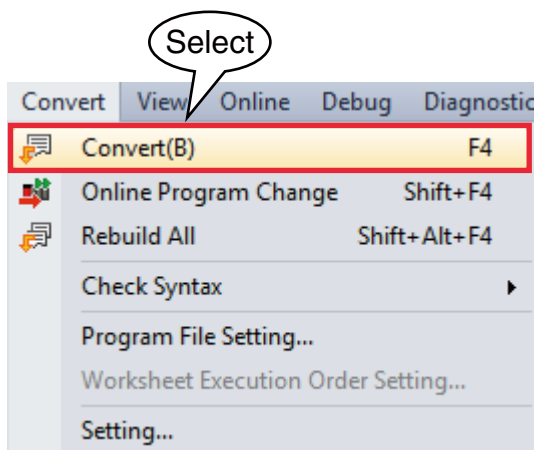 Select
Convert View Online Debug Diagnostic
Convert(B) F4
Online Program Change Shift+F4
Rebuild All Shift+Alt+F4
Check Syntax
Program File Setting...
Worksheet Execution Order Setting...
Setting...